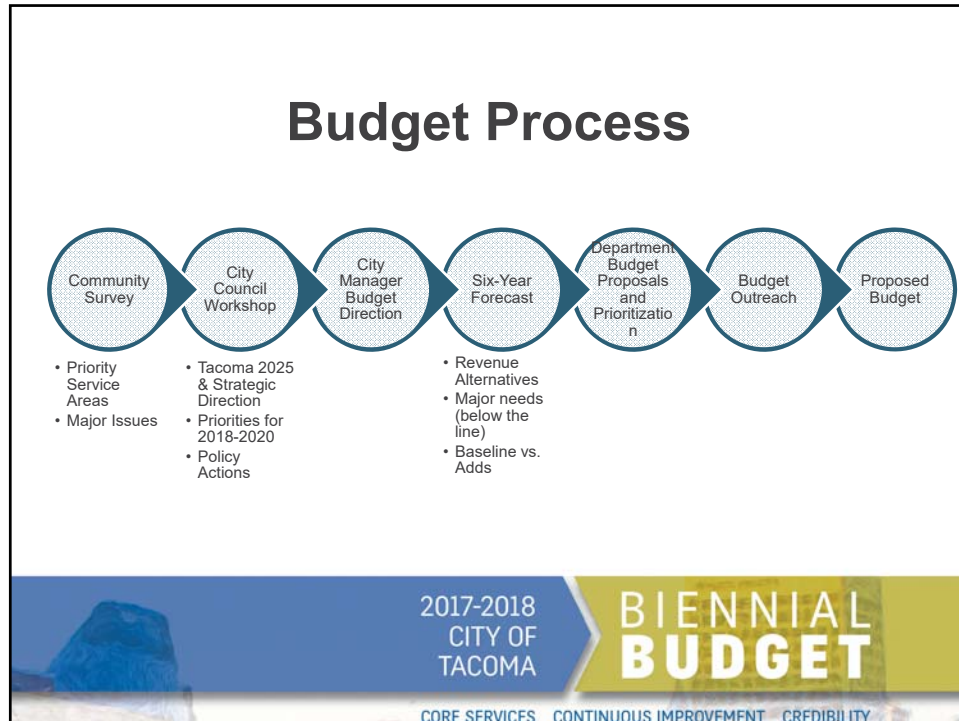 Budget Process
Community
Survey
City
Council
Workshop
City
Manager
Budget
Direction
Six-Year
Forecast
Department
Budget
Proposals
and
Prioritizatio
n
Budget
Outreach
Proposed
Budget
• Priority
Service
Areas
• Major Issues
• Tacoma 2025
& Strategic
Direction
• Priorities for
2018-2020
• Policy
Actions
• Revenue
Alternatives
• Major needs
(below the
line)
• Baseline vs.
Adds
2017-2018
CITY OF
TACOMA
BIENNIAL
BUDGET
CORE SERVICES CONTINUOUS IMPROVEMENT CREDIBILITY